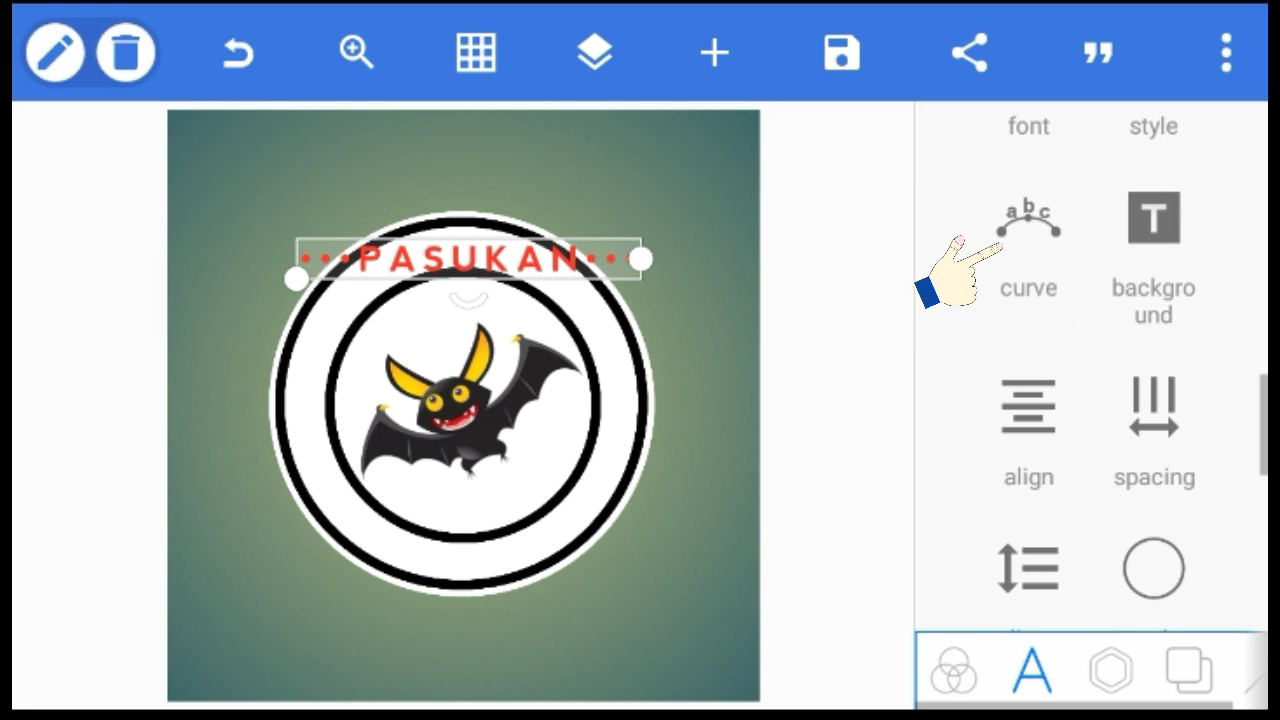 font
style
a b c
curve
T
backgro
und
•••PASUKAN•••
align
spacing
A